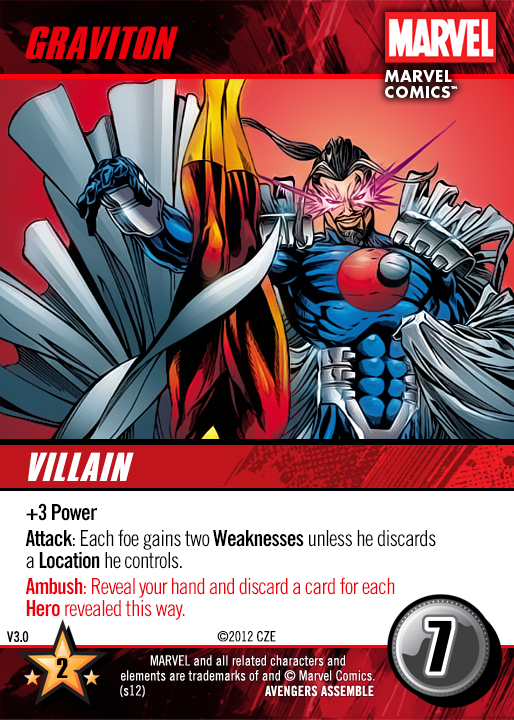 GRAVITON
MARVEL
MARVEL
COMICS™
VILLAIN
+3 Power
Attack: Each foe gains two Weaknesses unless he discards
a Location he controls.
Ambush: Reveal your hand and discard a card for each
Hero revealed this way.
V3.0
©2012 CZE
2
7
MARVEL and all related characters and
elements are trademarks of and © Marvel Comics.
(s12)
AVENGERS ASSEMBLE